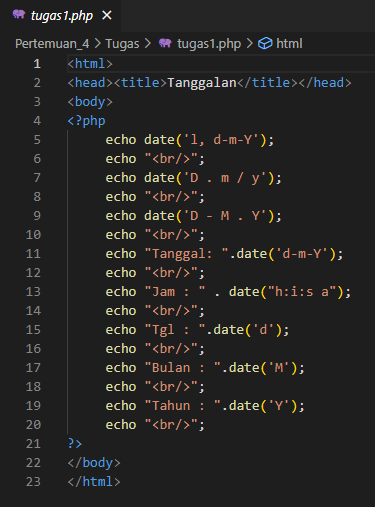 tugas1.php ×
Pertemuan_4 > Tugas > tugas1.php > html
1 <html>
2 <head><title>Tanggalan</title></head>
3 <body>
4 <?php
5 echo date('l, d-m-Y');
6 echo "<br/>";
7 echo date('D . m / y');
8 echo "<br/>";
9 echo date('D - M . Y');
10 echo "<br/>";
11 echo "Tanggal: ".date('d-m-Y');
12 echo "<br/>";
13 echo "Jam : " . date("h:i:s a");
14 echo "<br/>";
15 echo "Tgl : ".date('d');
16 echo "<br/>";
17 echo "Bulan : ".date('M');
18 echo "<br/>";
19 echo "Tahun : ".date('Y');
20 echo "<br/>";
21 ?>
22 </body>
23 </html>